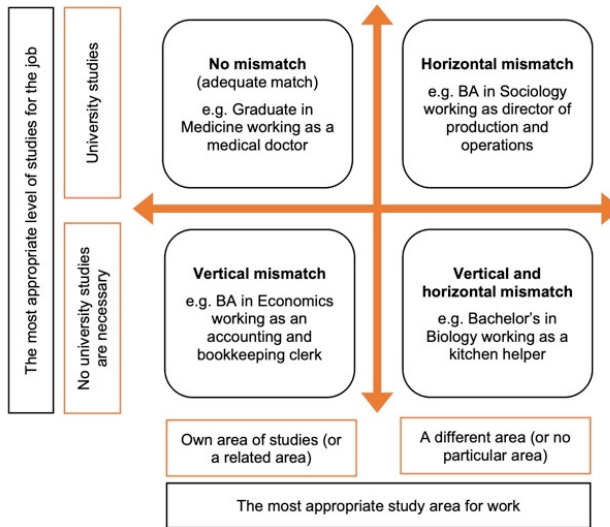 The most appropriate level of studies for the job
University studies
No university studies
are necessary
No mismatch
(adequate match)
e.g. Graduate in
Medicine working as a
medical doctor
Horizontal mismatch
e.g. BA in Sociology
working as director of
production and
operations
Vertical mismatch
e.g. BA in Economics
working as an
accounting and
bookkeeping clerk
Vertical and
horizontal mismatch
e.g. Bachelor's in
Biology working as a
kitchen helper
Own area of studies (or
a related area)
A different area (or no
particular area)
The most appropriate study area for work